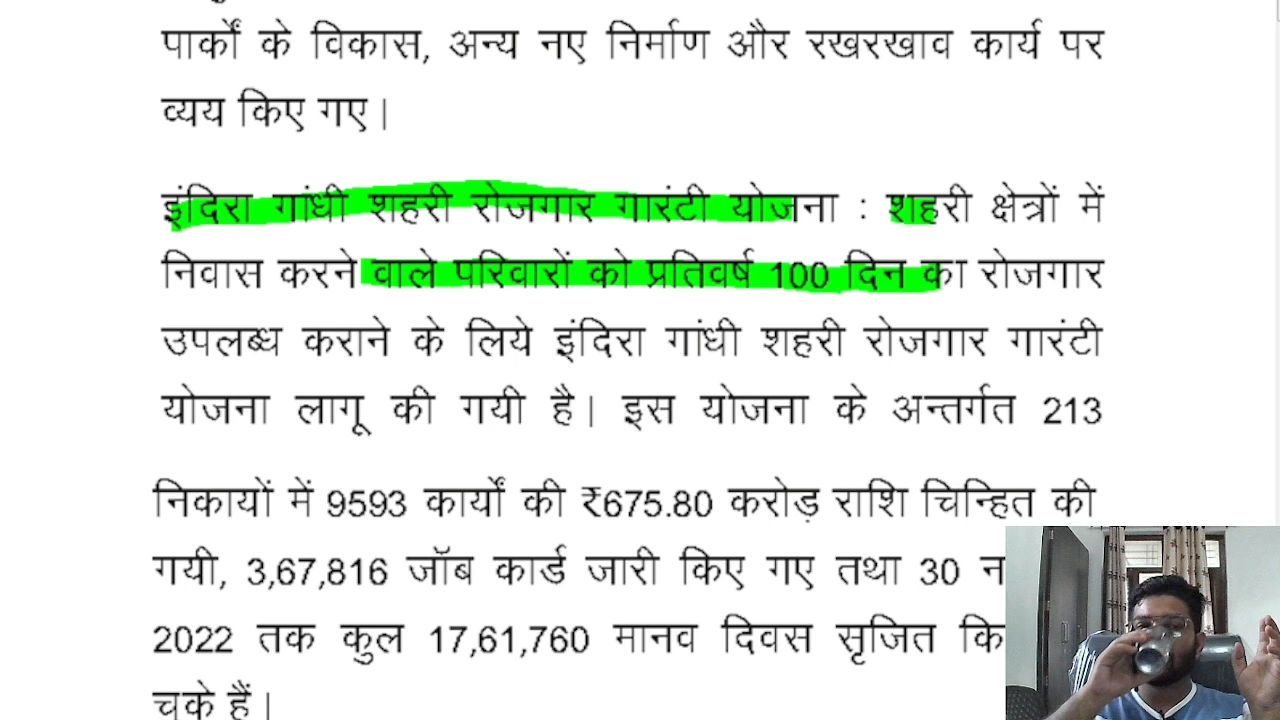 पार्कों के विकास, अन्य नए निर्माण और रखरखाव कार्य पर
व्यय किए गए।
इंदिरा गांधी शहरी रोजगार गारंटी योजना : शहरी क्षेत्रों में
निवास करने वाले परिवारों को प्रतिवर्ष 100 दिन का रोजगार
उपलब्ध कराने के लिये इंदिरा गांधी शहरी रोजगार गारंटी
योजना लागू की गयी है। इस योजना के अन्तर्गत 213
निकायों में 9593 कार्यों की ₹675.80 करोड़ राशि चिन्हित की
गयी, 3,67,816 जॉब कार्ड जारी किए गए तथा 30
2022 तक कुल 17,61,760 मानव दिवस सृजित
चुके हैं।